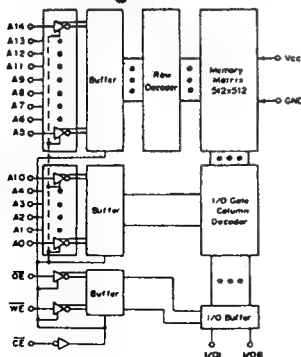 A14
A13
A12
A11
A9
A8
A7
A6
A5
Buffer
Row
Decoder
Memory
Matrix
512x512
Vcc
GND
A10
A4
A3
A2
A1
A0
Buffer
I/O Gate
Column
Decoder
OE
WE
CE
Buffer
I/O Buffer
I/O1
I/O8